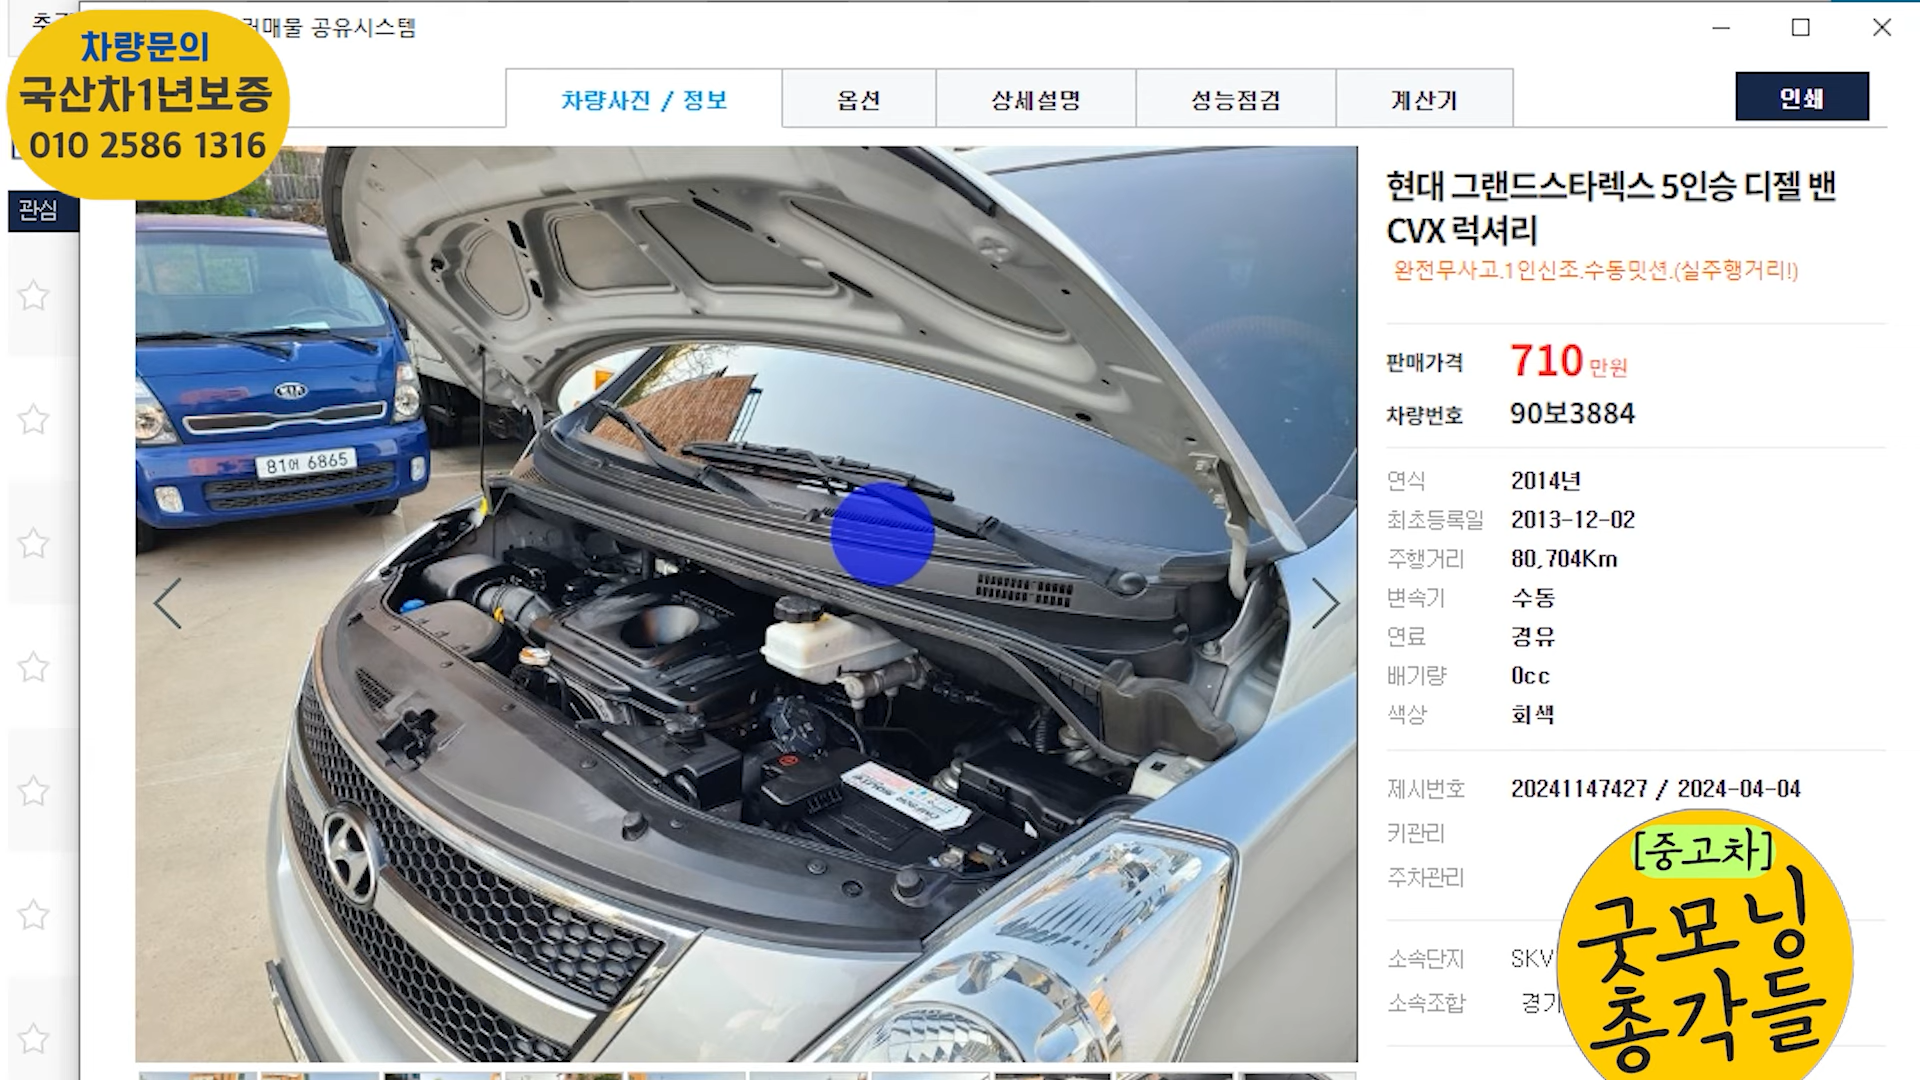 매물 공유시스템
차량문의
국산차1년보증
010 2586 1316
관심
차량사진 / 정보
옵션
상세설명
성능점검
계산기
인쇄
KIA
81어 6865
현대 그랜드스타렉스 5인승 디젤 밴
CVX 럭셔리
완전무사고.1인신조.수동밋션.(실주행거리!)
판매가격 710 만원
차량번호 90보3884
연식 2014년
최초등록일 2013-12-02
주행거리 80,704Km
변속기 수동
연료 경유
배기량 0cc
색상 회색
제시번호 20241147427 / 2024-04-04
키관리
주차관리
소속단지 SKV
소속조합 경기
[중고차]
굿모닝
총각들